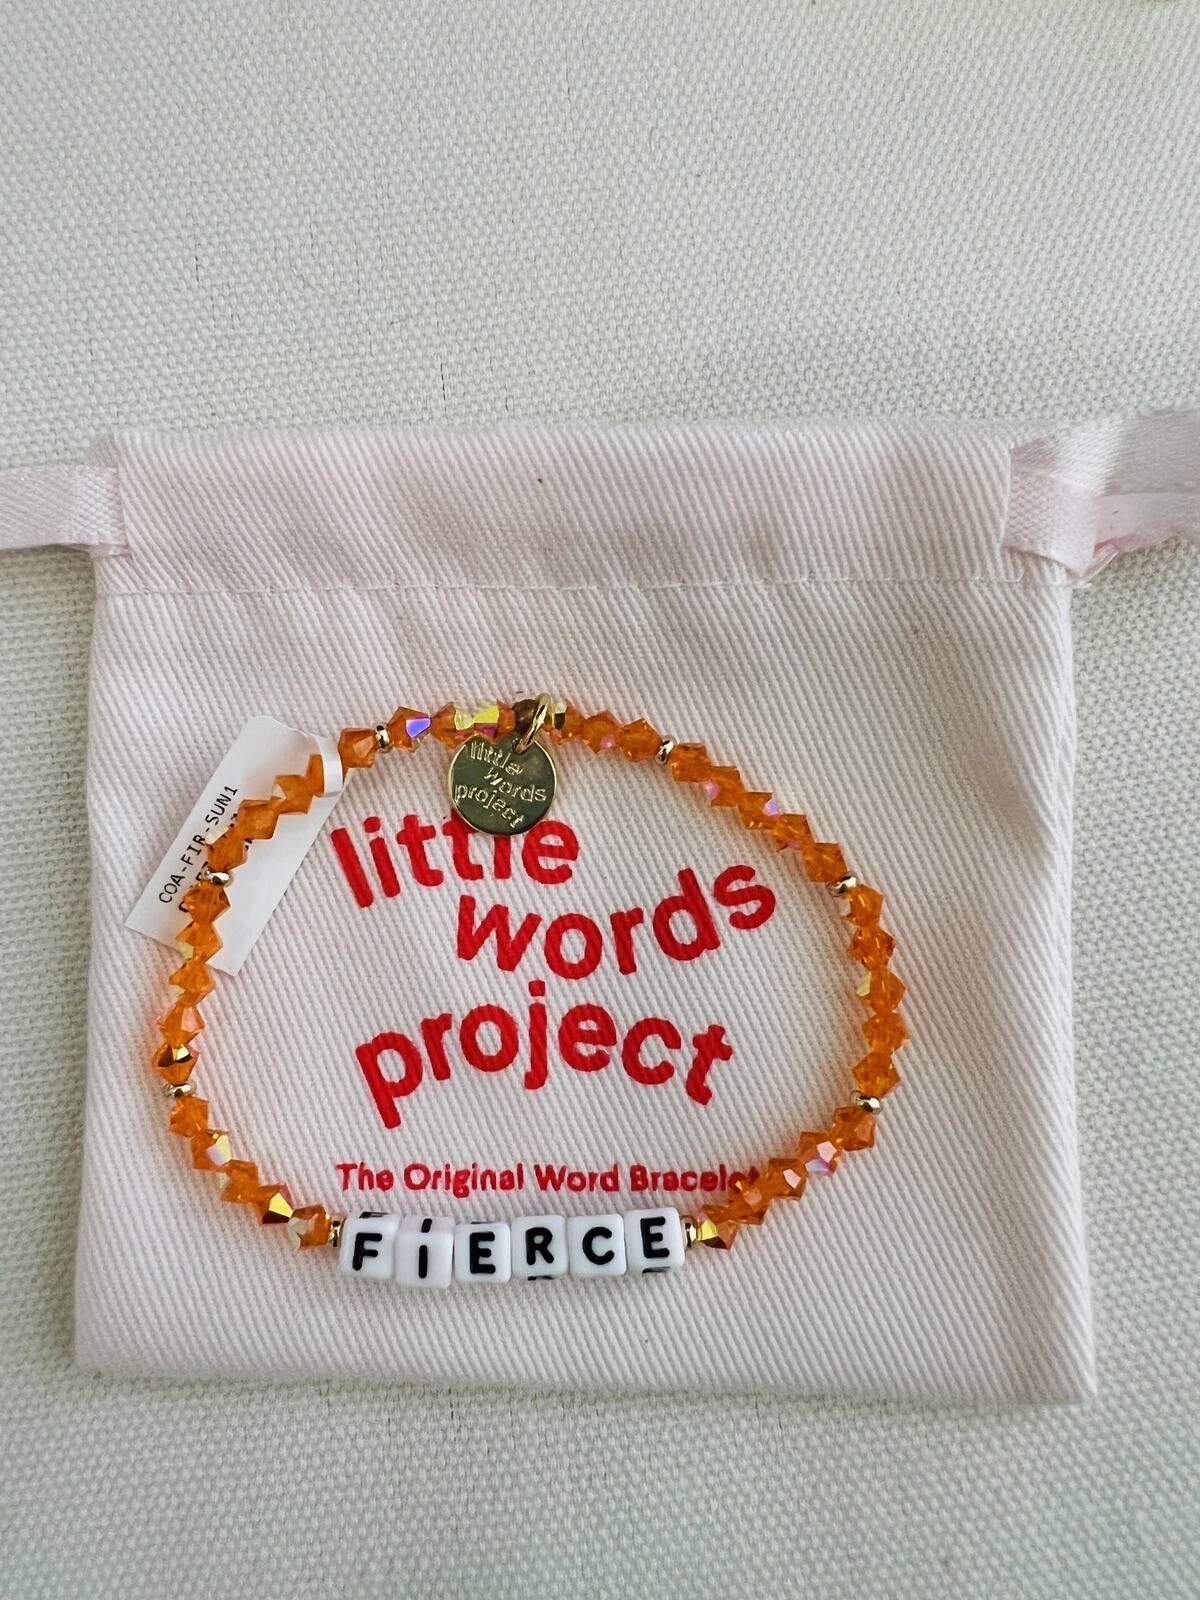 little
words
project
COA-FIR-SUN1
little
words
project
The Original Word Bracelet
FIERCE